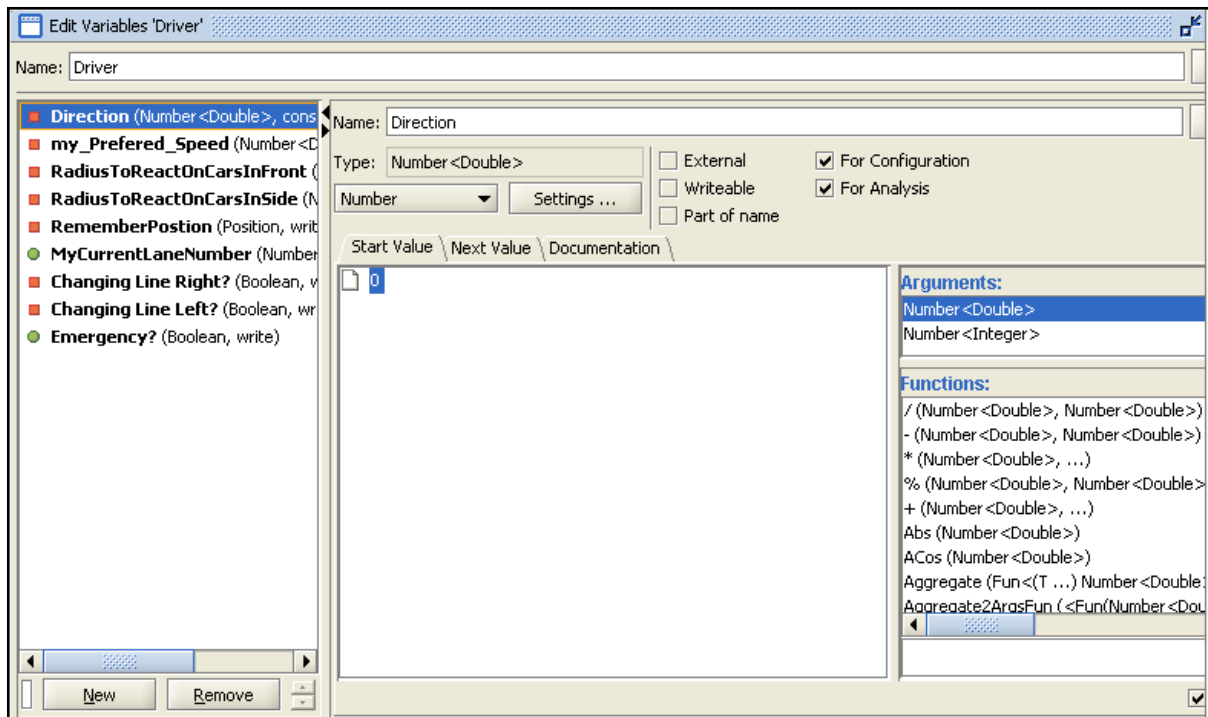 Edit Variables 'Driver'
Name: Driver
Direction (Number<Double>, cons
my_Prefered_Speed (Number<D
RadiusToReactOnCarsInFront (
RadiusToReactOnCarsInSide (N
RememberPostion (Position, writ
MyCurrentLaneNumber (Number
Changing Line Right? (Boolean, v
Changing Line Left? (Boolean, wr
Emergency? (Boolean, write)
New Remove
Name: Direction
Type: Number<Double>
Number Settings ...
External
Writeable
Part of name
For Configuration
For Analysis
Start Value Next Value Documentation
0
Arguments:
Number<Double>
Number<Integer>
Functions:
/ (Number<Double>, Number<Double>)
- (Number<Double>, Number<Double>)
* (Number<Double>, ...)
% (Number<Double>, Number<Double>
+ (Number<Double>, ...)
Abs (Number<Double>)
ACos (Number<Double>)
Aggregate (Fun<(T ...) Number<Double
Aggregate2ArgsFun (<Fun(Number<Dou